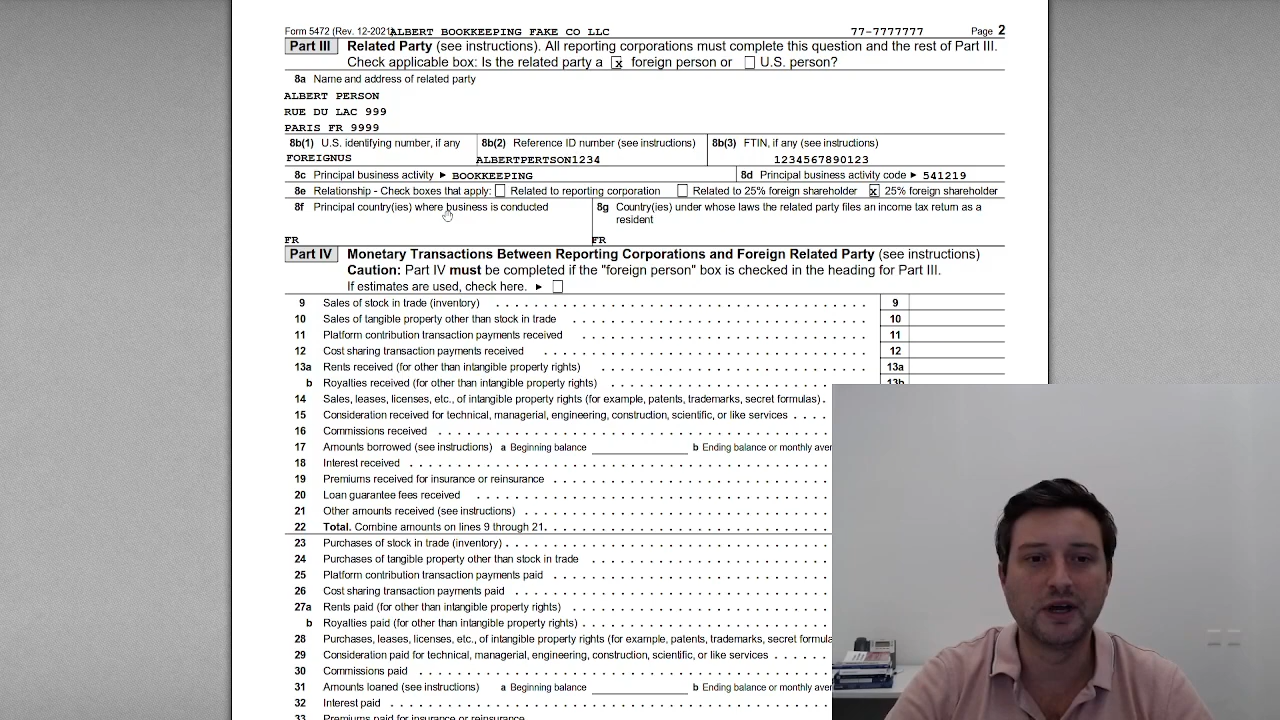 Form 5472 (Rev. 12-2021) ALBERT BOOKKEEPING FAKE CO LLC 77-7777777 Page 2
Part III Related Party (see instructions). All reporting corporations must complete this question and the rest of Part III.
Check applicable box: Is the related party a x foreign person or U.S. person?
8a Name and address of related party
ALBERT PERSON
RUE DU LAC 999
PARIS FR 9999
8b(1) U.S. identifying number, if any 8b(2) Reference ID number (see instructions) 8b(3) FTIN, if any (see instructions)
FOREIGNUS ALBERTPERTSON1234 1234567890123
8c Principal business activity ▶ BOOKKEEPING 8d Principal business activity code ▶ 541219
8e Relationship - Check boxes that apply: Related to reporting corporation Related to 25% foreign shareholder x 25% foreign shareholder
8f Principal country(ies) where business is conducted 8g Country(ies) under whose laws the related party files an income tax return as a
resident
FR FR
Part IV Monetary Transactions Between Reporting Corporations and Foreign Related Party (see instructions)
Caution: Part IV must be completed if the "foreign person" box is checked in the heading for Part III.
If estimates are used, check here. ▶
9 Sales of stock in trade (inventory) 9
10 Sales of tangible property other than stock in trade 10
11 Platform contribution transaction payments received 11
12 Cost sharing transaction payments received 12
13a Rents received (for other than intangible property rights) 13a
b Royalties received (for other than intangible property rights) 13b
14 Sales, leases, licenses, etc., of intangible property rights (for example, patents, trademarks, secret formulas)
15 Consideration received for technical, managerial, engineering, construction, scientific, or like services
16 Commissions received
17 Amounts borrowed (see instructions) a Beginning balance b Ending balance or monthly aver
18 Interest received
19 Premiums received for insurance or reinsurance
20 Loan guarantee fees received
21 Other amounts received (see instructions)
22 Total. Combine amounts on lines 9 through 21.
23 Purchases of stock in trade (inventory)
24 Purchases of tangible property other than stock in trade
25 Platform contribution transaction payments paid
26 Cost sharing transaction payments paid
27a Rents paid (for other than intangible property rights)
b Royalties paid (for other than intangible property rights)
28 Purchases, leases, licenses, etc., of intangible property rights (for example, patents, trademarks, secret formula
29 Consideration paid for technical, managerial, engineering, construction, scientific, or like services
30 Commissions paid
31 Amounts loaned (see instructions) a Beginning balance b Ending balance or monthly aver
32 Interest paid
33 Premiums paid for insurance or reinsurance